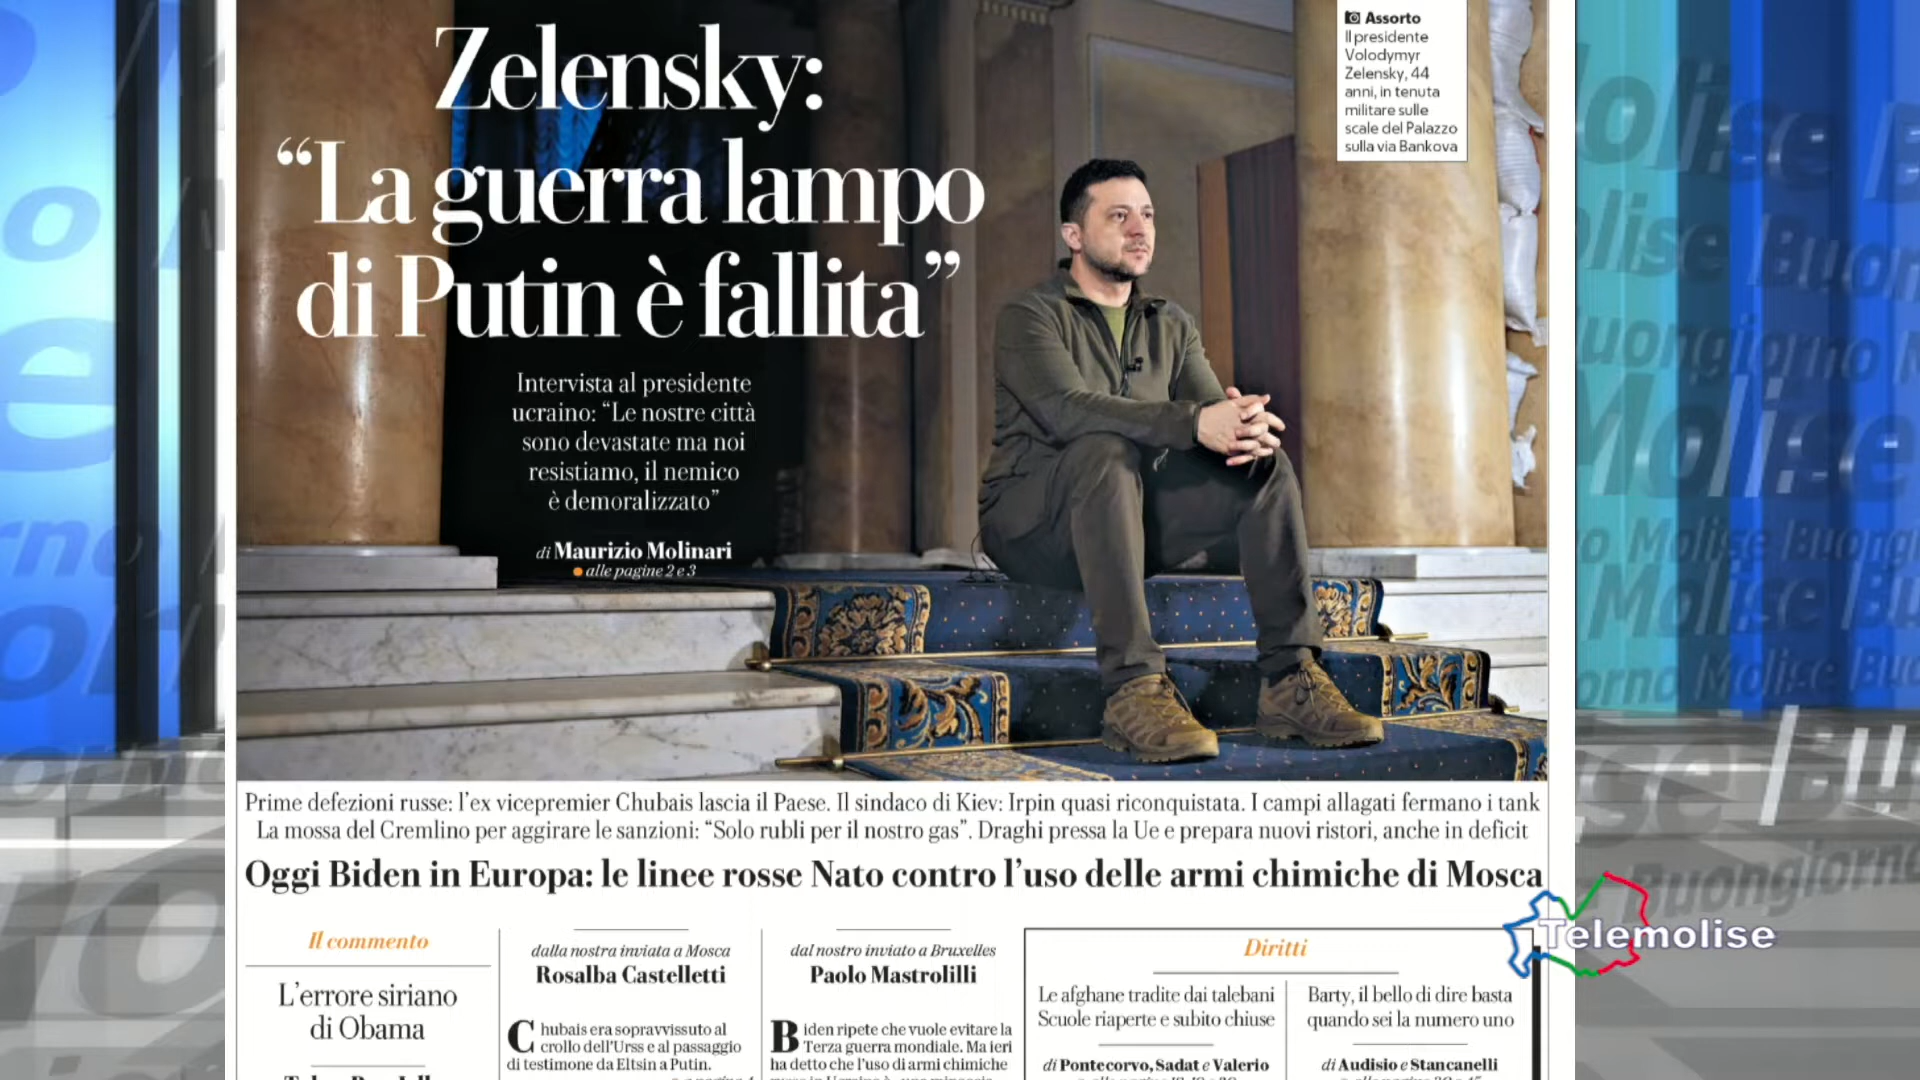 Zelensky:
“La guerra lampo
di Putin è fallita”
Intervista al presidente
ucraino: “Le nostre città
sono devastate ma noi
resistiamo, il nemico
è demoralizzato”
di Maurizio Molinari
alle pagine 2 e 3
Assorto
Il presidente
Volodymyr
Zelensky, 44
anni, in tenuta
militare sulle
scale del Palazzo
sulla via Bankova
Prime defezioni russe: l’ex vicepremier Chubais lascia il Paese. Il sindaco di Kiev: Irpin quasi riconquistata. I campi allagati fermano i tank
La mossa del Cremlino per aggirare le sanzioni: “Solo rubli per il nostro gas”. Draghi pressa la Ue e prepara nuovi ristori, anche in deficit
Oggi Biden in Europa: le linee rosse Nato contro l’uso delle armi chimiche di Mosca
Il commento
L’errore siriano
di Obama
dalla nostra inviata a Mosca
Rosalba Castelletti
Chubais era sopravvissuto al
crollo dell’Urss e al passaggio
di testimone da Eltsin a Putin.
dal nostro inviato a Bruxelles
Paolo Mastrolilli
Biden ripete che vuole evitare la
Terza guerra mondiale. Ma ieri
ha detto che l’uso di armi chimiche
Diritti
Le afghane tradite dai talebani
Scuole riaperte e subito chiuse
di Pontecorvo, Sadat e Valerio
Barty, il bello di dire basta
quando sei la numero uno
di Audisio e Stancanelli
Telemolise
Buongiorno
Molise